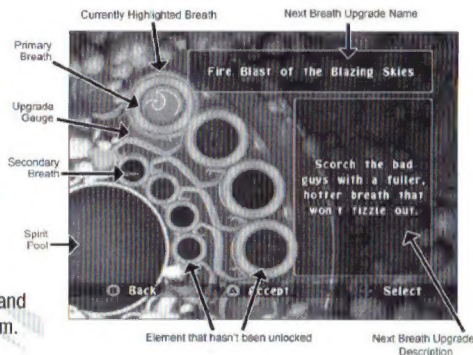 Currently Highlighted Breath
Next Breath Upgrade Name
Primary
Breath
Upgrade
Gauge
Secondary
Breath
Spirit
Pool
Fire Blast of the Blazing Skies
Scorch the bad
guys with a fuller,
hotter breath that
won't fizzle out.
Back
A Accept
Select
and
m.
Element that hasn't been unlocked
Next Breath Upgrade
Description